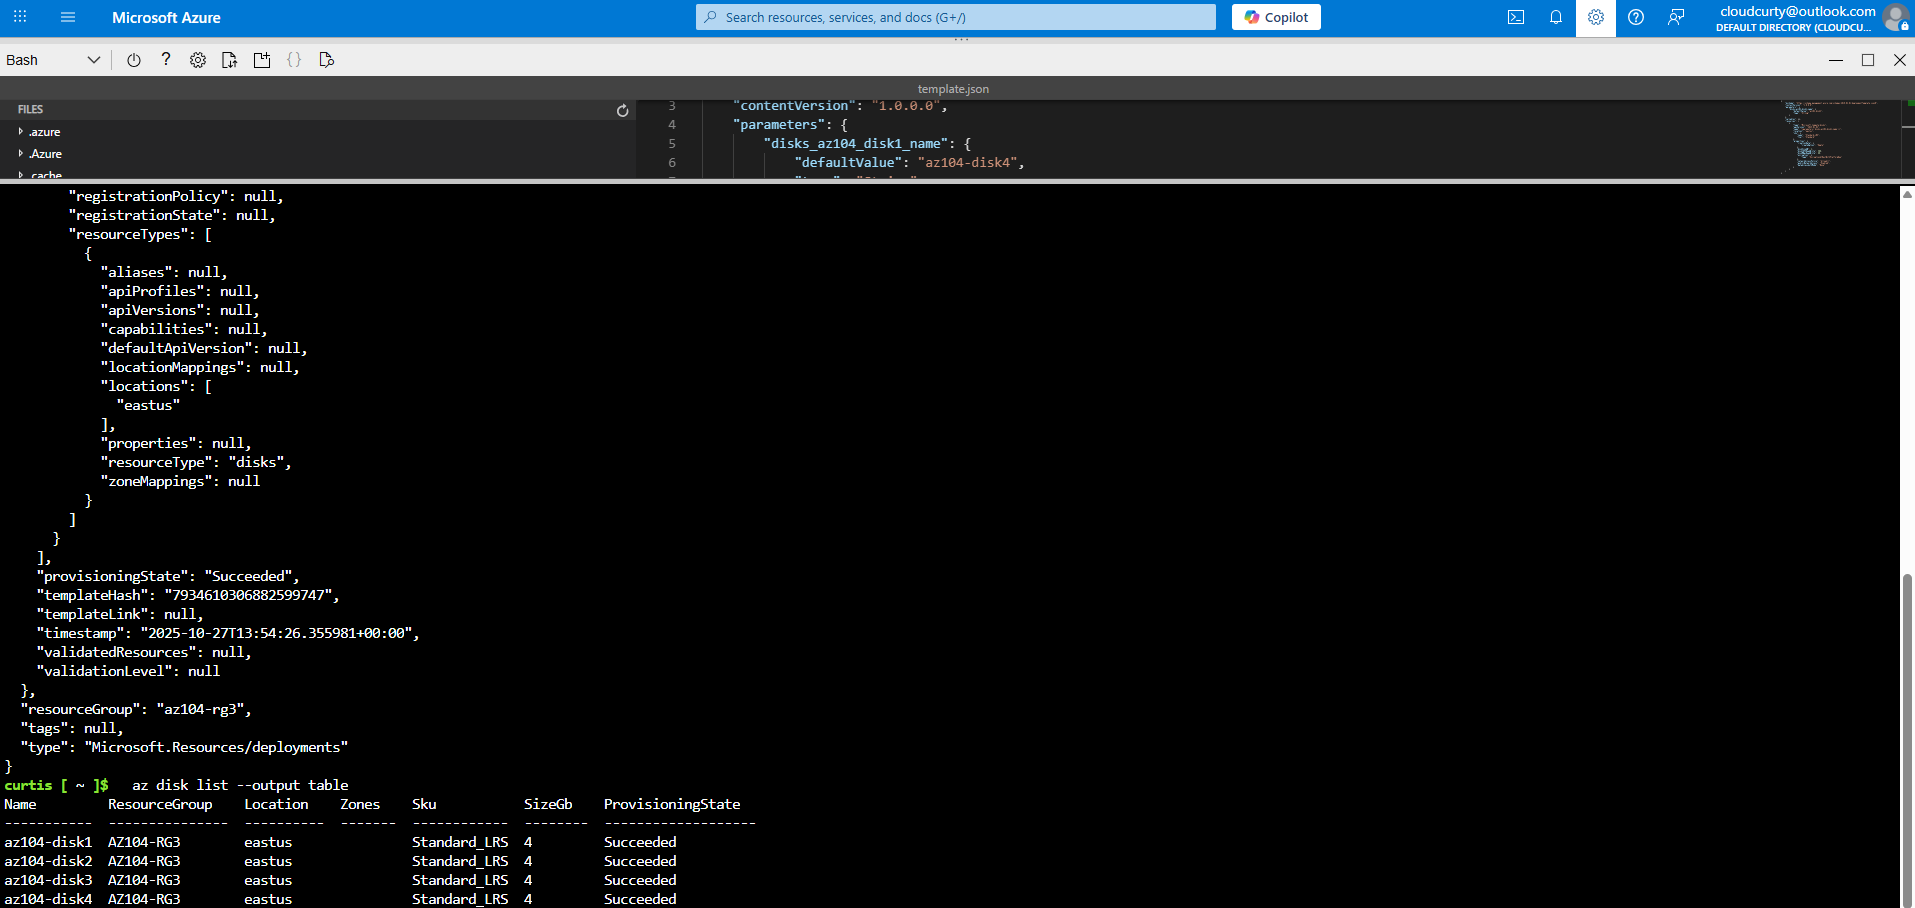 Microsoft Azure
Search resources, services, and docs (G+/)
Copilot
cloudcurty@outlook.com
DEFAULT DIRECTORY (CLOUDCU...
Bash
template.json
FILES
.azure
.Azure
.cache
3 "contentVersion": "1.0.0.0",
4 "parameters": {
5 "disks_az104_disk1_name": {
6 "defaultValue": "az104-disk4",
"registrationPolicy": null,
"registrationState": null,
"resourceTypes": [
{
"aliases": null,
"apiProfiles": null,
"apiVersions": null,
"capabilities": null,
"defaultApiVersion": null,
"locationMappings": null,
"locations": [
"eastus"
],
"properties": null,
"resourceType": "disks",
"zoneMappings": null
}
]
}
],
"provisioningState": "Succeeded",
"templateHash": "7934610306882599747",
"templateLink": null,
"timestamp": "2025-10-27T13:54:26.355981+00:00",
"validatedResources": null,
"validationLevel": null
},
"resourceGroup": "az104-rg3",
"tags": null,
"type": "Microsoft.Resources/deployments"
}
curtis [ ~ ]$ az disk list --output table
Name ResourceGroup Location Zones Sku SizeGb ProvisioningState
----------- --------------- ---------- ------- ------------ -------- -------------------
az104-disk1 AZ104-RG3 eastus Standard_LRS 4 Succeeded
az104-disk2 AZ104-RG3 eastus Standard_LRS 4 Succeeded
az104-disk3 AZ104-RG3 eastus Standard_LRS 4 Succeeded
az104-disk4 AZ104-RG3 eastus Standard_LRS 4 Succeeded